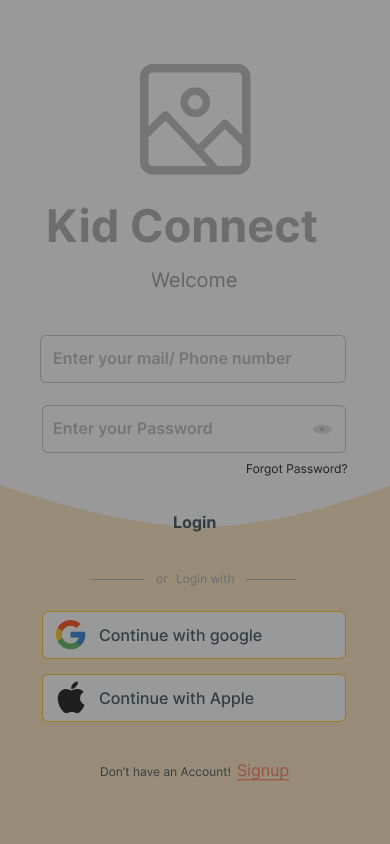 Kid Connect
Welcome
Enter your mail/ Phone number
Enter your Password
Forgot Password?
Login
or Login with
Continue with google
Continue with Apple
Don't have an Account! Signup